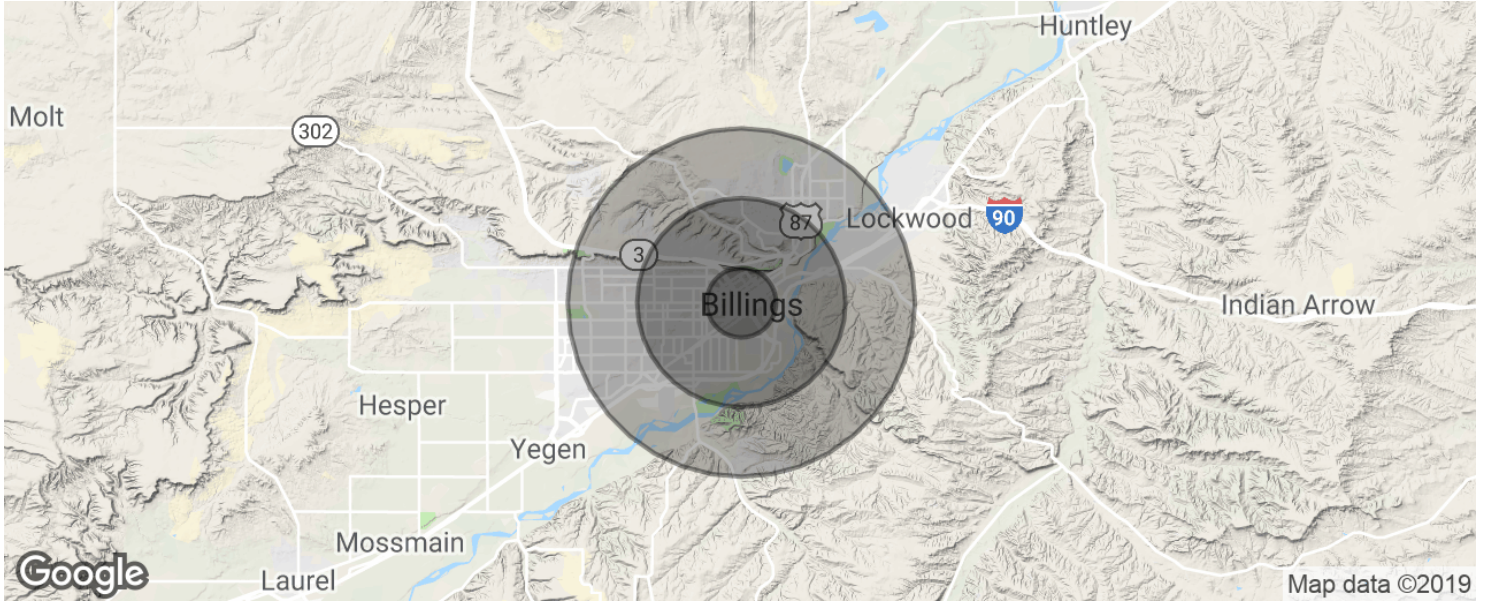 Huntley
Molt
302
87
Lockwood
90
3
Billings
Indian Arrow
Hesper
Yegen
Mossmain
Laurel
Google
Map data ©2019